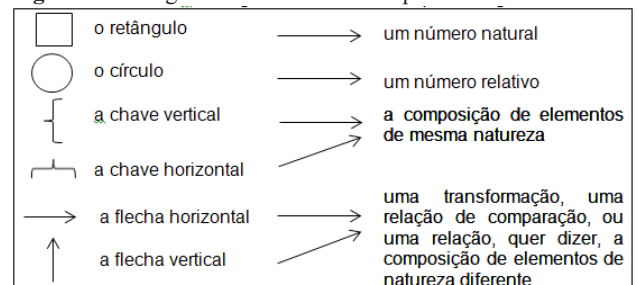 o retângulo
um número natural
o círculo
um número relativo
a chave vertical
a composição de elementos
de mesma natureza
a chave horizontal
a flecha horizontal
a flecha vertical
uma transformação, uma
relação de comparação, ou
uma relação, quer dizer, a
composição de elementos de
natureza diferente